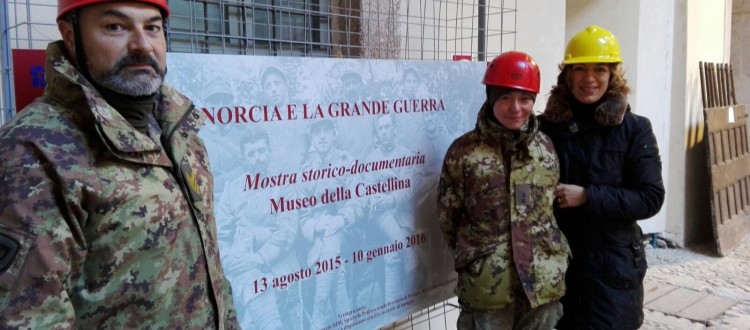 NORCIA E LA GRANDE GUERRA
Mostra storico-documentaria
Museo della Castellina
13 agosto 2015 - 10 gennaio 2016